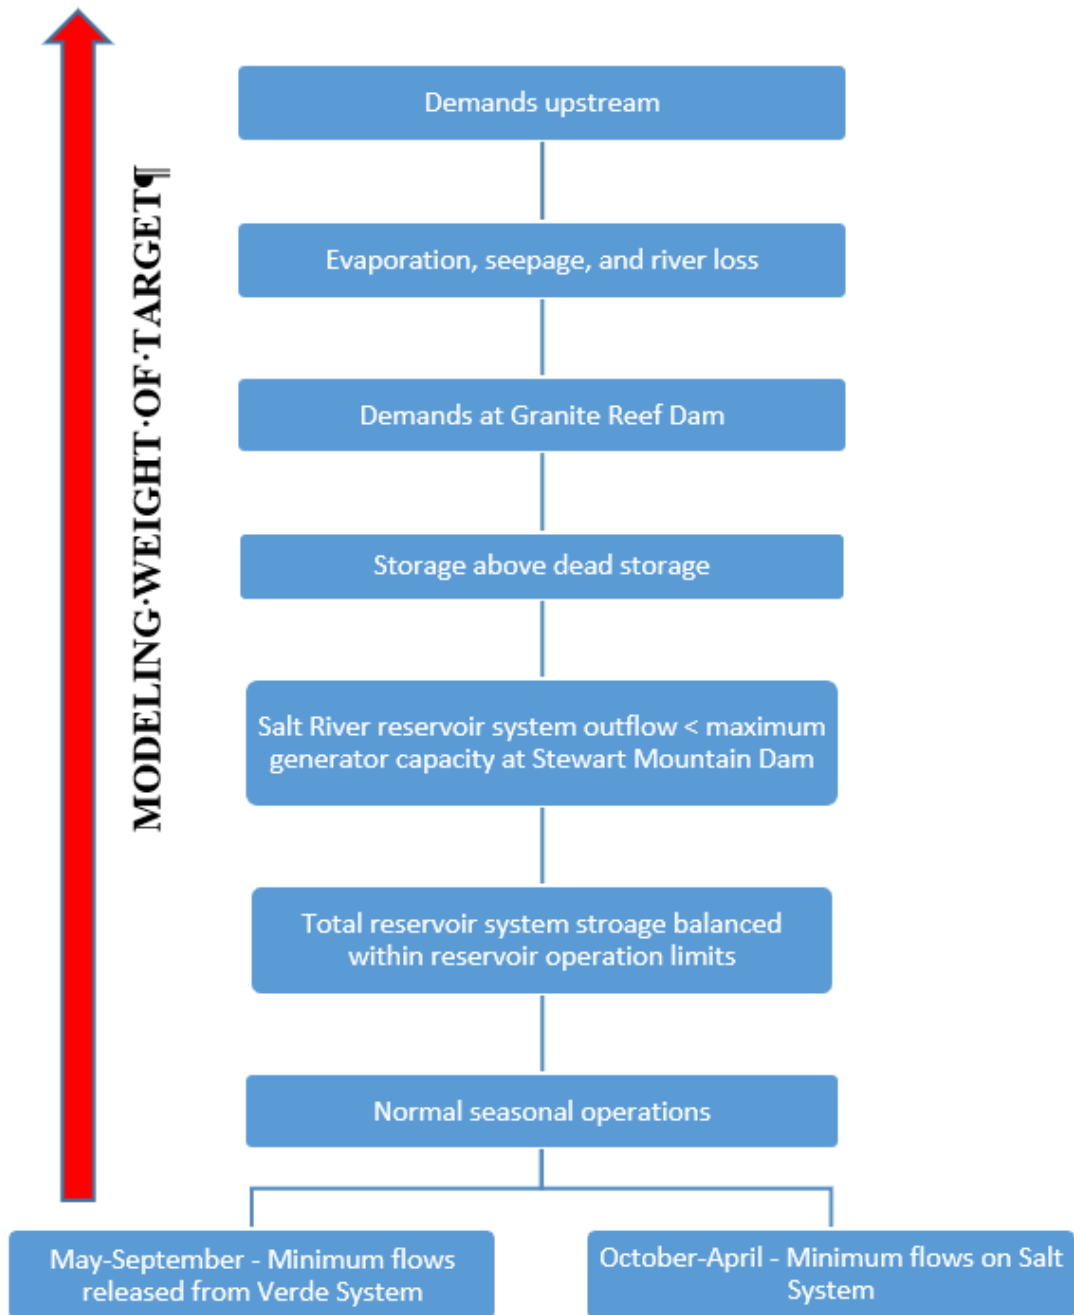 Demands upstream
MODELING·WEIGHT·OF·TARGET¶
Evaporation, seepage, and river loss
Demands at Granite Reef Dam
Storage above dead storage
Salt River reservoir system outflow < maximum
generator capacity at Stewart Mountain Dam
Total reservoir system stroage balanced
within reservoir operation limits
Normal seasonal operations
May-September - Minimum flows
released from Verde System
October-April - Minimum flows on Salt
System